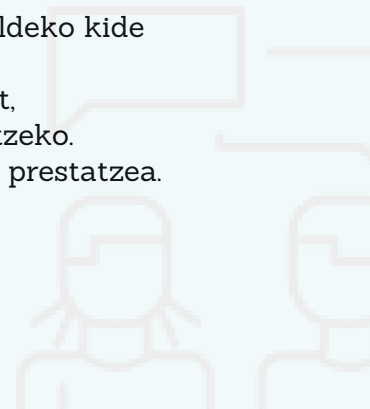 ldeko kide
t,
tzeko.
prestatzea.